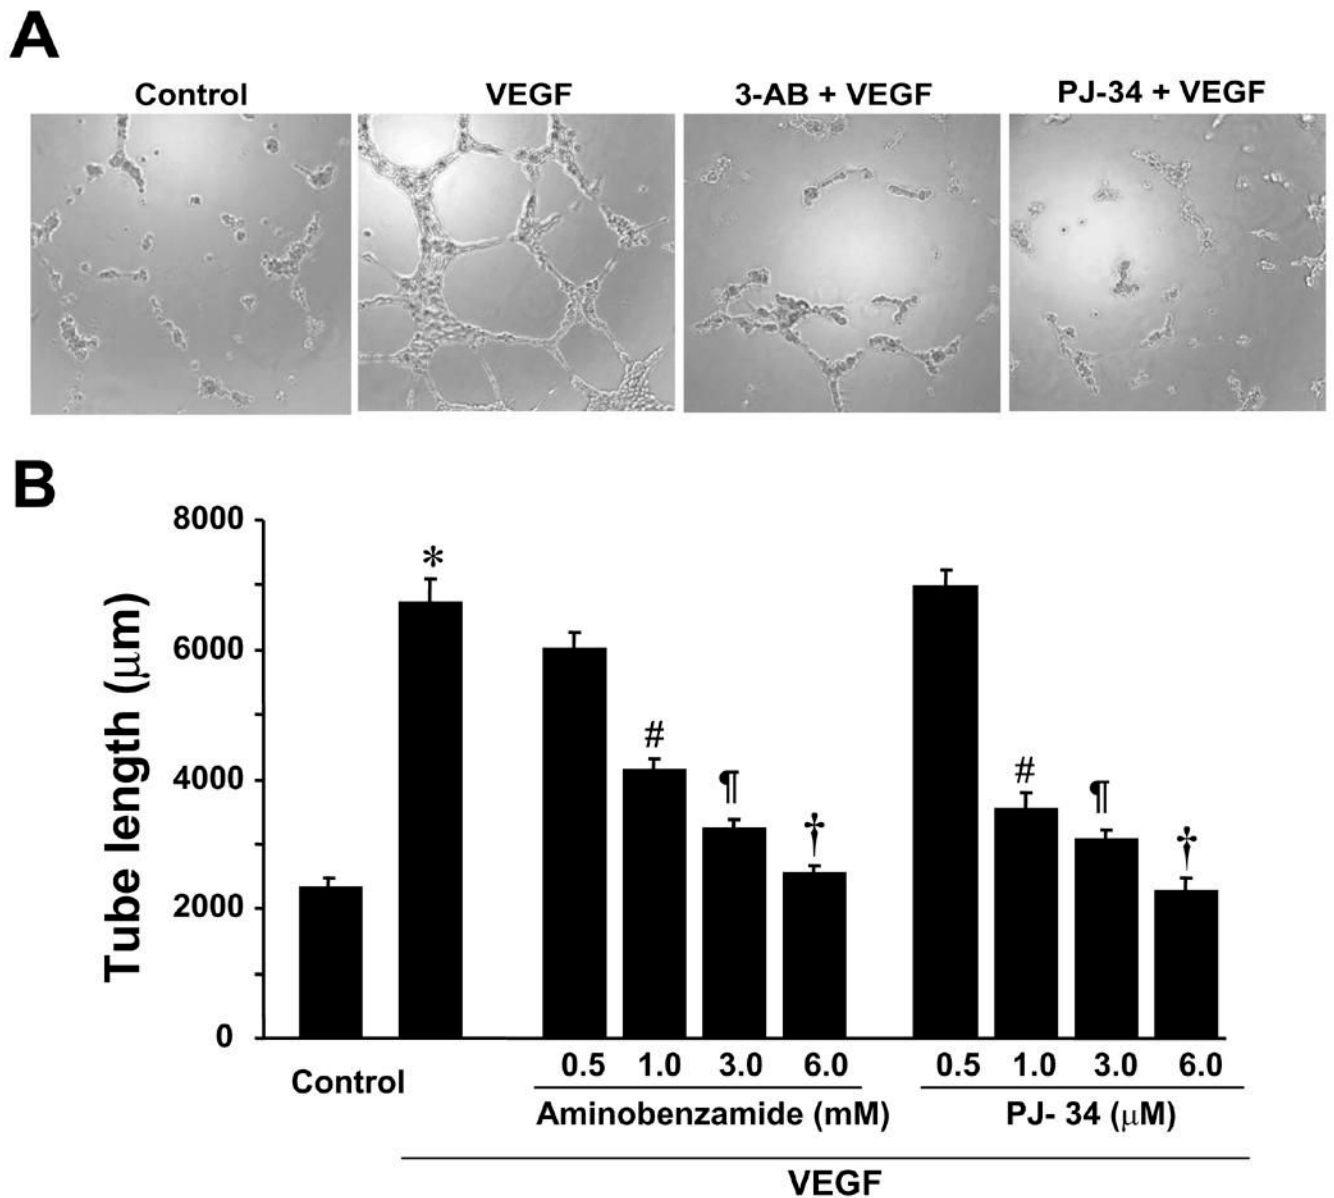 A
Control VEGF 3-AB + VEGF PJ-34 + VEGF
B
8000
6000
4000
2000
0
Tube length (μm)
*
#
¶
†
#
¶
†
0.5 1.0 3.0 6.0 0.5 1.0 3.0 6.0
Control
Aminobenzamide (mM) PJ- 34 (μM)
VEGF